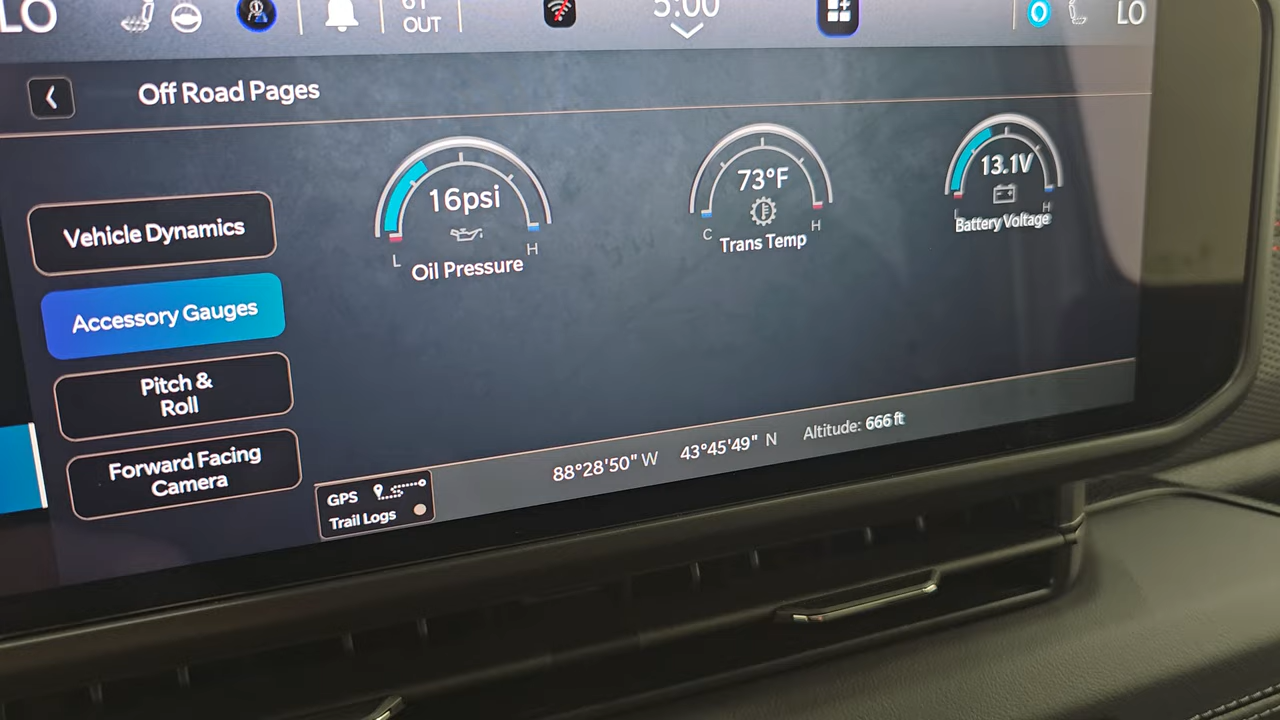 LO
61
OUT
5:00
LO
Off Road Pages
Vehicle Dynamics
Accessory Gauges
Pitch &
Roll
Forward Facing
Camera
16psi
L
H
Oil Pressure
73°F
C
H
Trans Temp
13.1V
L
H
Battery Voltage
GPS
Trail Logs
88°28'50" W
43°45'49" N
Altitude: 666 ft